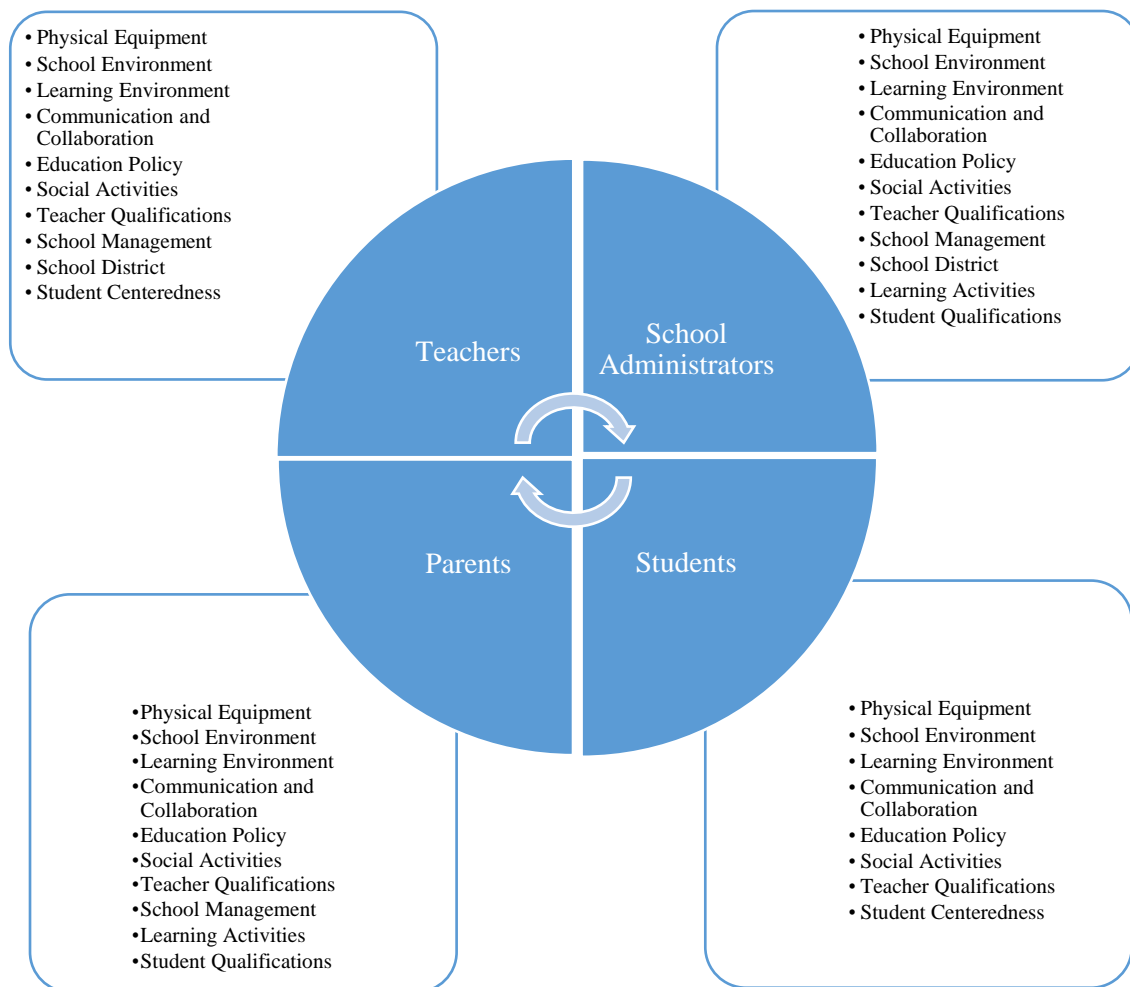 • Physical Equipment
• School Environment
• Learning Environment
• Communication and
Collaboration
• Education Policy
• Social Activities
• Teacher Qualifications
• School Management
• School District
• Student Centeredness
• Physical Equipment
• School Environment
• Learning Environment
• Communication and
Collaboration
• Education Policy
• Social Activities
• Teacher Qualifications
• School Management
• School District
• Learning Activities
• Student Qualifications
Teachers
School
Administrators
Parents
Students
•Physical Equipment
•School Environment
•Learning Environment
•Communication and
Collaboration
•Education Policy
•Social Activities
•Teacher Qualifications
•School Management
•Learning Activities
•Student Qualifications
• Physical Equipment
• School Environment
• Learning Environment
• Communication and
Collaboration
• Education Policy
• Social Activities
• Teacher Qualifications
• Student Centeredness